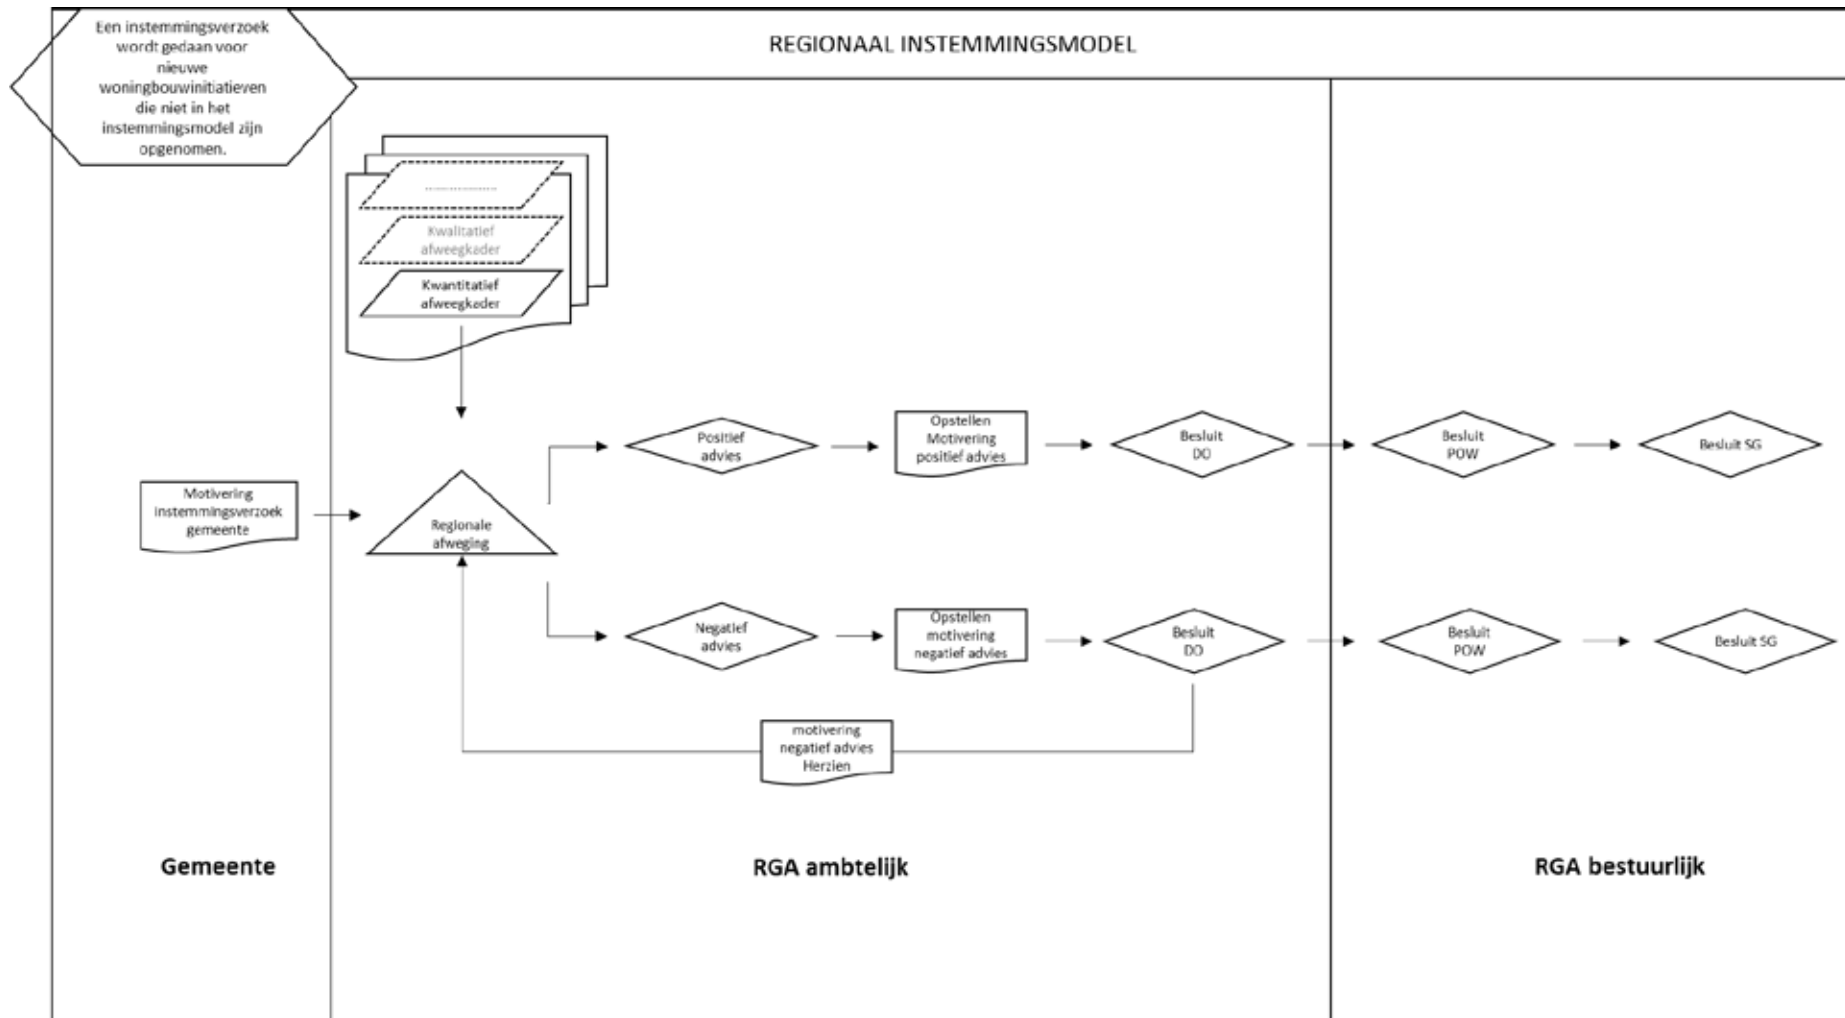 Een instemmingsverzoek
wordt gedaan voor
nieuwe
woningbouwinitiatieven
die niet in het
instemmingsmodel zijn
opgenomen.
REGIONAAL INSTEMMINGSMODEL
....................
Kwalitatief
afweegkader
Kwantitatief
afweegkader
Motivering
instemmingsverzoek
gemeente
Regionale
afweging
Positief
advies
Opstellen
Motivering
positief advies
Besluit
DO
Besluit
POW
Besluit SG
Negatief
advies
Opstellen
motivering
negatief advies
Besluit
DO
Besluit
POW
Besluit SG
motivering
negatief advies
Herzien
Gemeente
RGA ambtelijk
RGA bestuurlijk